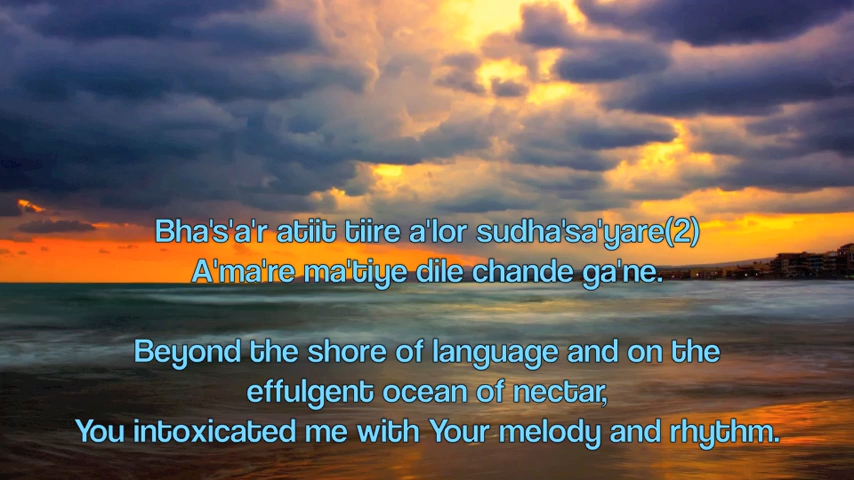 Bha's'a'r atiit tiire a'lor sudha'sa'yare(2)
A'ma're ma'tiye dile chande ga'ne.
Beyond the shore of language and on the
effulgent ocean of nectar,
You intoxicated me with Your melody and rhythm.